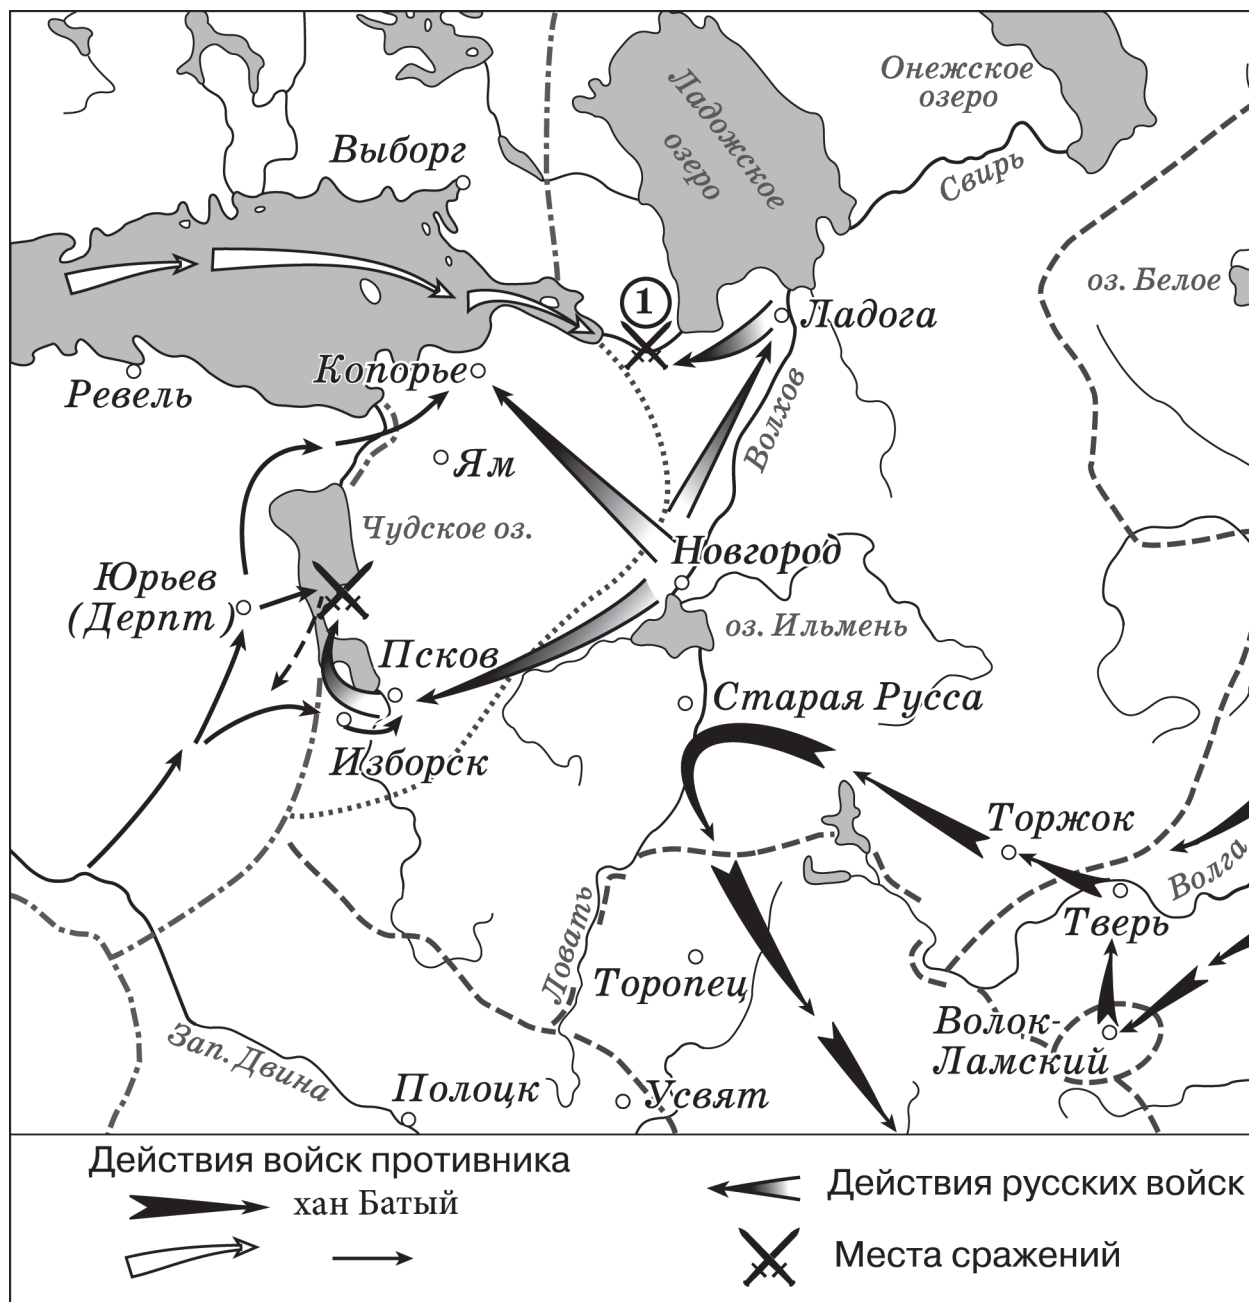 Онежское
озеро
Ладожское
озеро
Выборг
Свирь
оз. Белое
1
Ладога
Копорье
Ревель
Волхов
Ям
Чудское оз.
Новгород
Юрьев
(Дерпт)
оз. Ильмень
Псков
Старая Русса
Изборск
Торжок
Волга
Тверь
Ловать
Торопец
Волок-
Ламский
Зап. Двина
Полоцк
Усвят
Действия войск противника
хан Батый
Действия русских войск
Места сражений